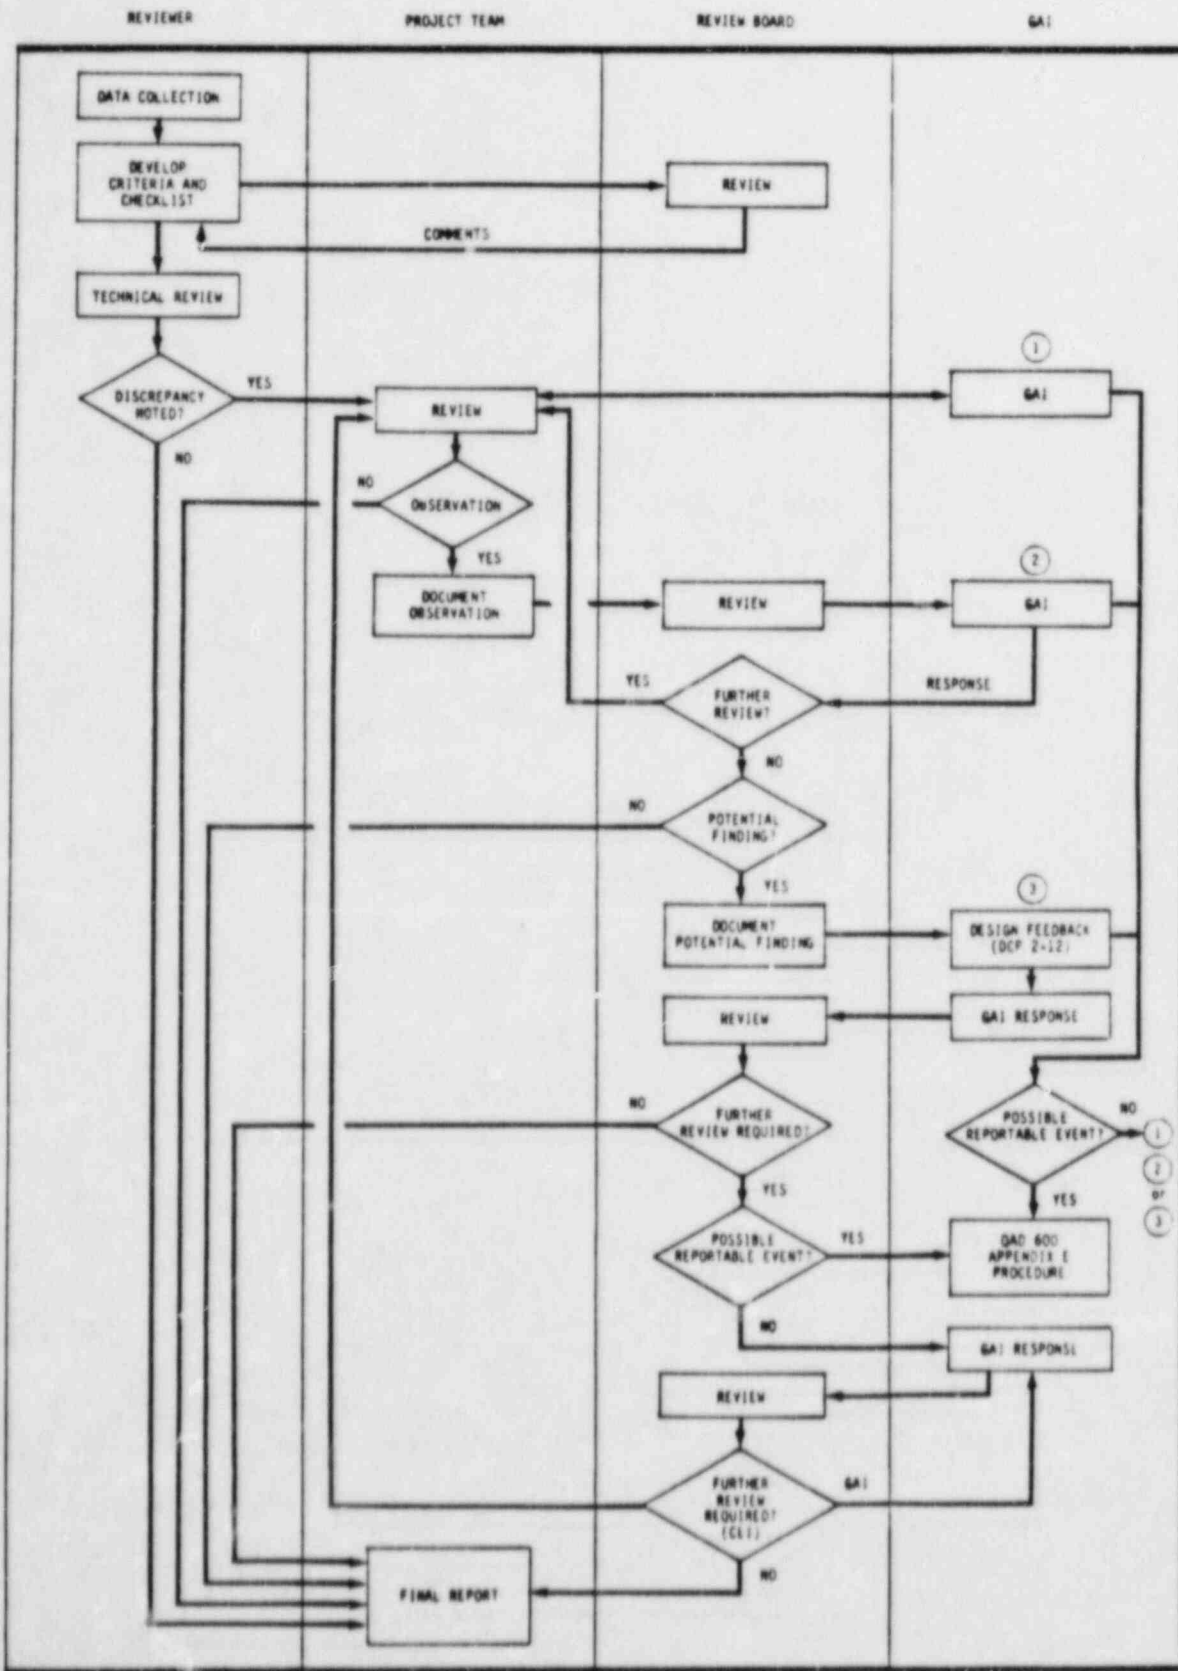 REVIEWER
PROJECT TEAM
REVIEW BOARD
GAI
DATA COLLECTION
DEVELOP
CRITERIA AND
CHECKLIST
REVIEW
COMMENTS
TECHNICAL REVIEW
DISCREPANCY
NOTED?
YES
NO
REVIEW
1
GAI
OBSERVATION
NO
YES
DOCUMENT
OBSERVATION
REVIEW
2
GAI
RESPONSE
FURTHER
REVIEW?
YES
NO
POTENTIAL
FINDING?
NO
YES
DOCUMENT
POTENTIAL FINDING
3
DESIGN FEEDBACK
(DCP 2-12)
REVIEW
GAI RESPONSE
FURTHER
REVIEW REQUIRED?
NO
YES
POSSIBLE
REPORTABLE EVENT?
NO
1
2
or
3
YES
POSSIBLE
REPORTABLE EVENT?
YES
NO
QAD 600
APPENDIX E
PROCEDURE
GAI RESPONSE
REVIEW
FURTHER
REVIEW
REQUIRED?
(CEI)
GAI
NO
FINAL REPORT